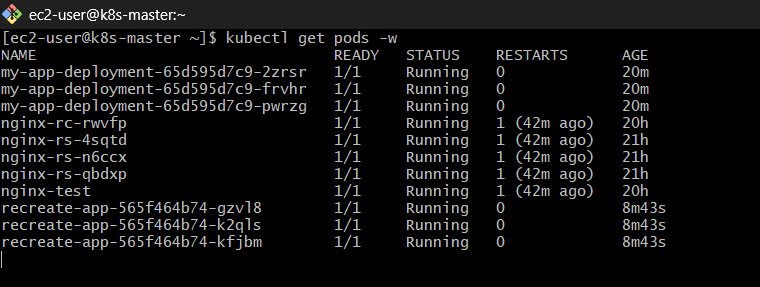 ec2-user@k8s-master:~
[ec2-user@k8s-master ~]$ kubectl get pods -w
NAME READY STATUS RESTARTS AGE
my-app-deployment-65d595d7c9-2zrsr 1/1 Running 0 20m
my-app-deployment-65d595d7c9-frvhr 1/1 Running 0 20m
my-app-deployment-65d595d7c9-pwrzg 1/1 Running 0 20m
nginx-rc-rwvfp 1/1 Running 1 (42m ago) 20h
nginx-rs-4sqtd 1/1 Running 1 (42m ago) 21h
nginx-rs-n6ccx 1/1 Running 1 (42m ago) 21h
nginx-rs-qbdxp 1/1 Running 1 (42m ago) 21h
nginx-test 1/1 Running 1 (42m ago) 20h
recreate-app-565f464b74-gzvl8 1/1 Running 0 8m43s
recreate-app-565f464b74-k2qls 1/1 Running 0 8m43s
recreate-app-565f464b74-kfjbm 1/1 Running 0 8m43s